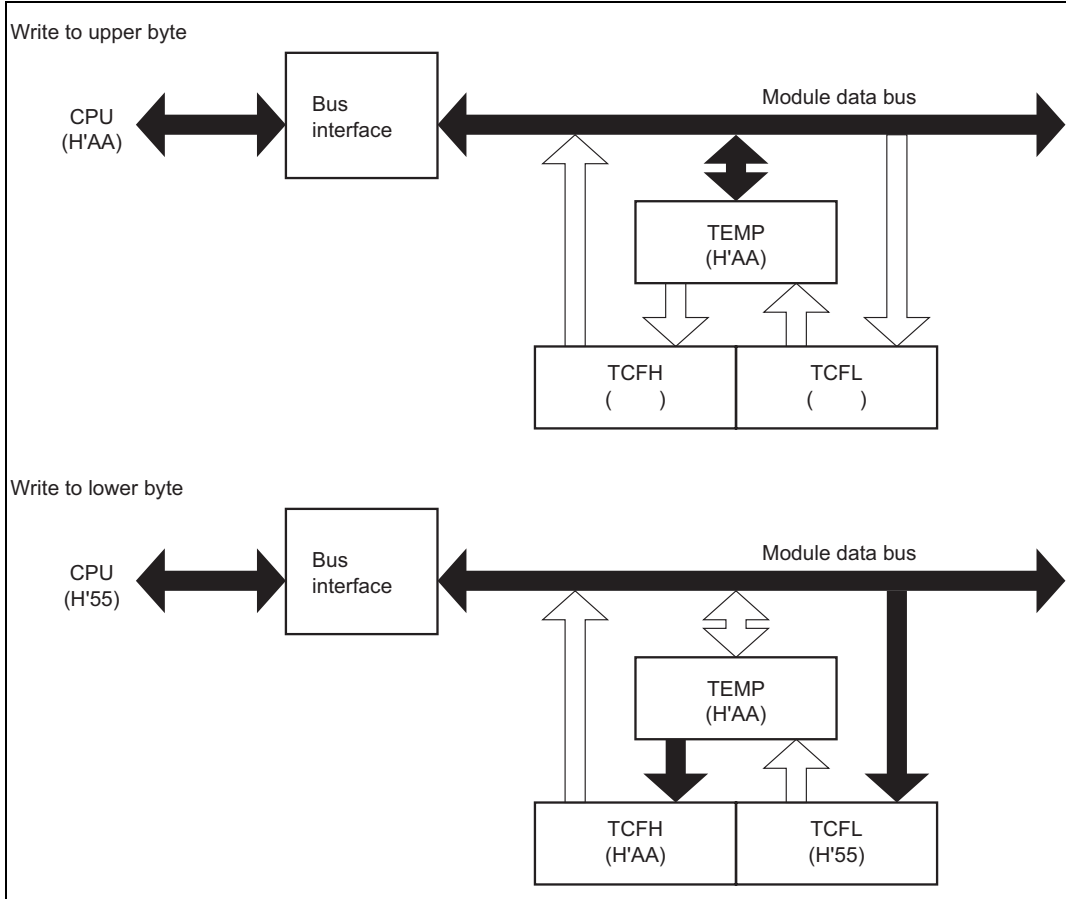 Write to upper byte
CPU
(H'AA)
Bus
interface
Module data bus
TEMP
(H'AA)
TCFH
(      )
TCFL
(      )
Write to lower byte
CPU
(H'55)
Bus
interface
Module data bus
TEMP
(H'AA)
TCFH
(H'AA)
TCFL
(H'55)